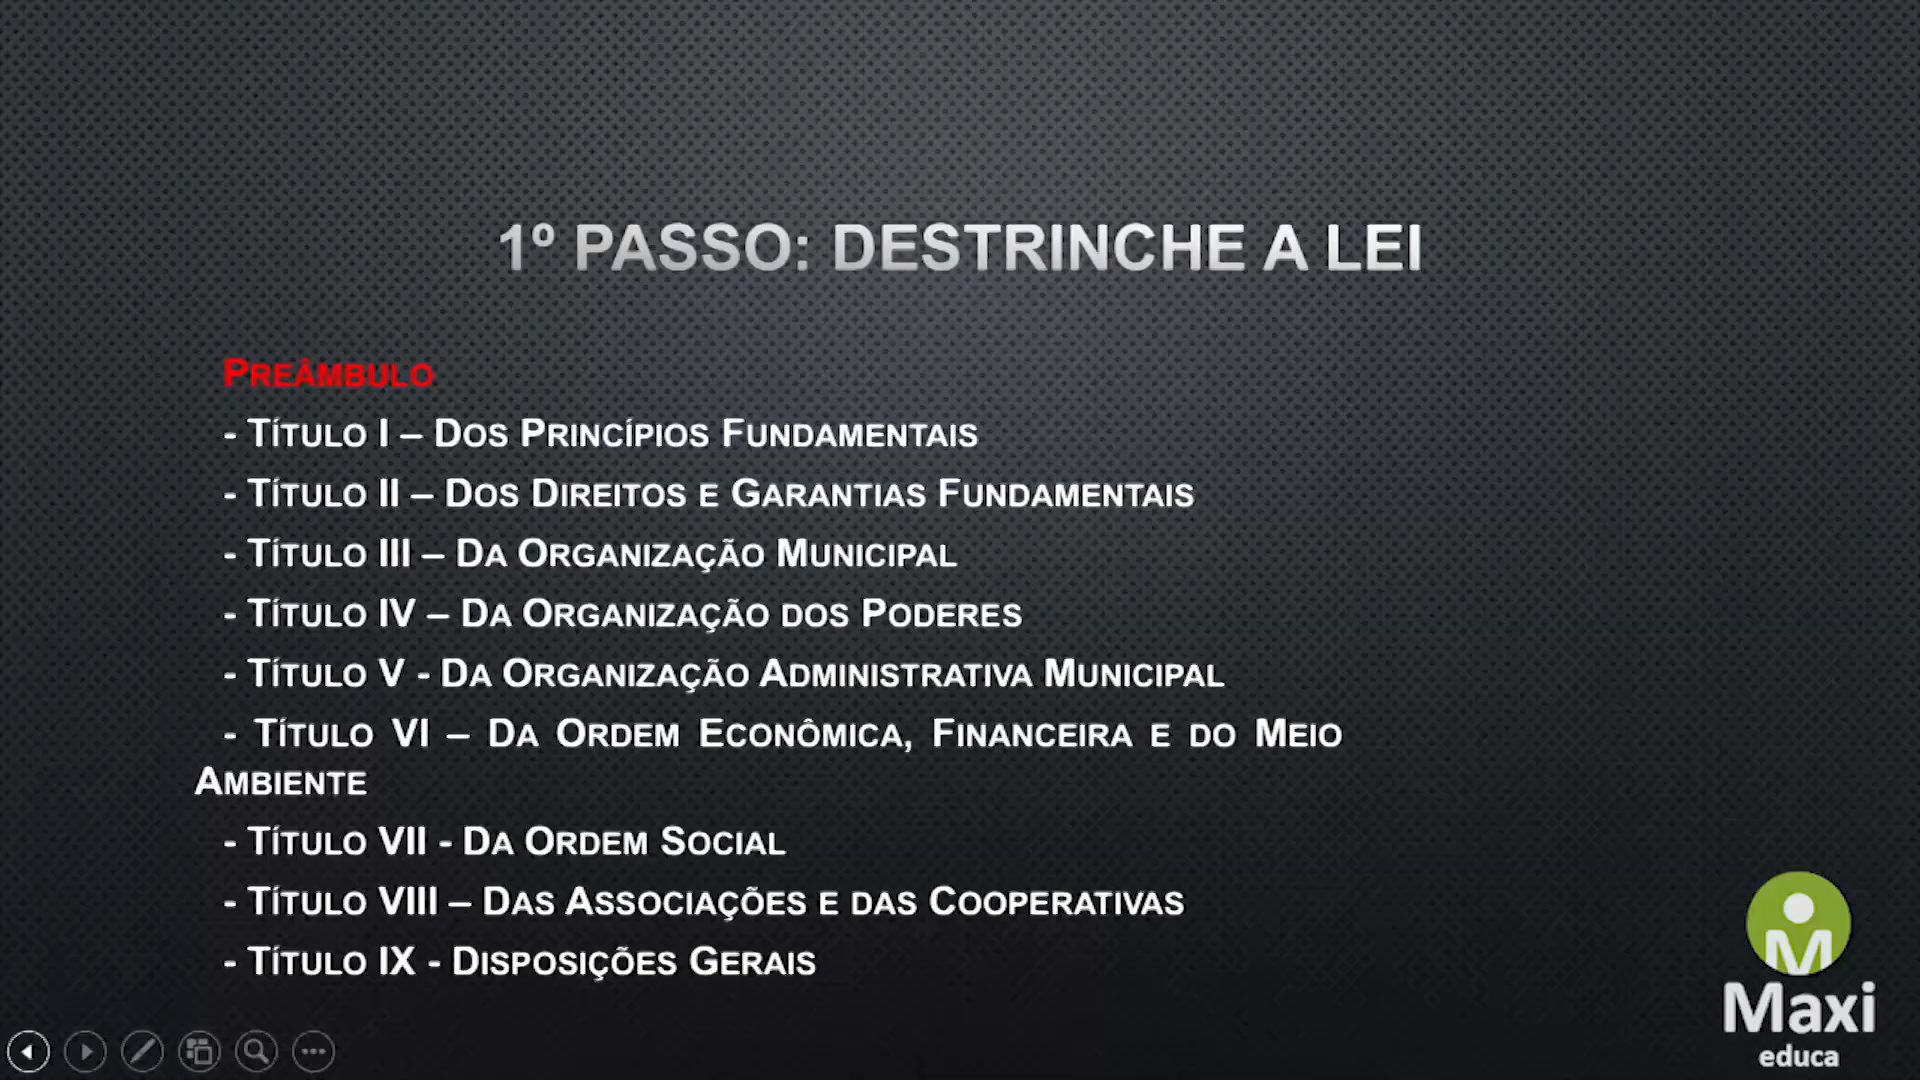 1º PASSO: DESTRINCHE A LEI
PREÂMBULO
- TÍTULO I – DOS PRINCÍPIOS FUNDAMENTAIS
- TÍTULO II – DOS DIREITOS E GARANTIAS FUNDAMENTAIS
- TÍTULO III – DA ORGANIZAÇÃO MUNICIPAL
- TÍTULO IV – DA ORGANIZAÇÃO DOS PODERES
- TÍTULO V - DA ORGANIZAÇÃO ADMINISTRATIVA MUNICIPAL
- TÍTULO VI – DA ORDEM ECONÔMICA, FINANCEIRA E DO MEIO
AMBIENTE
- TÍTULO VII - DA ORDEM SOCIAL
- TÍTULO VIII – DAS ASSOCIAÇÕES E DAS COOPERATIVAS
- TÍTULO IX - DISPOSIÇÕES GERAIS
Maxi
educa